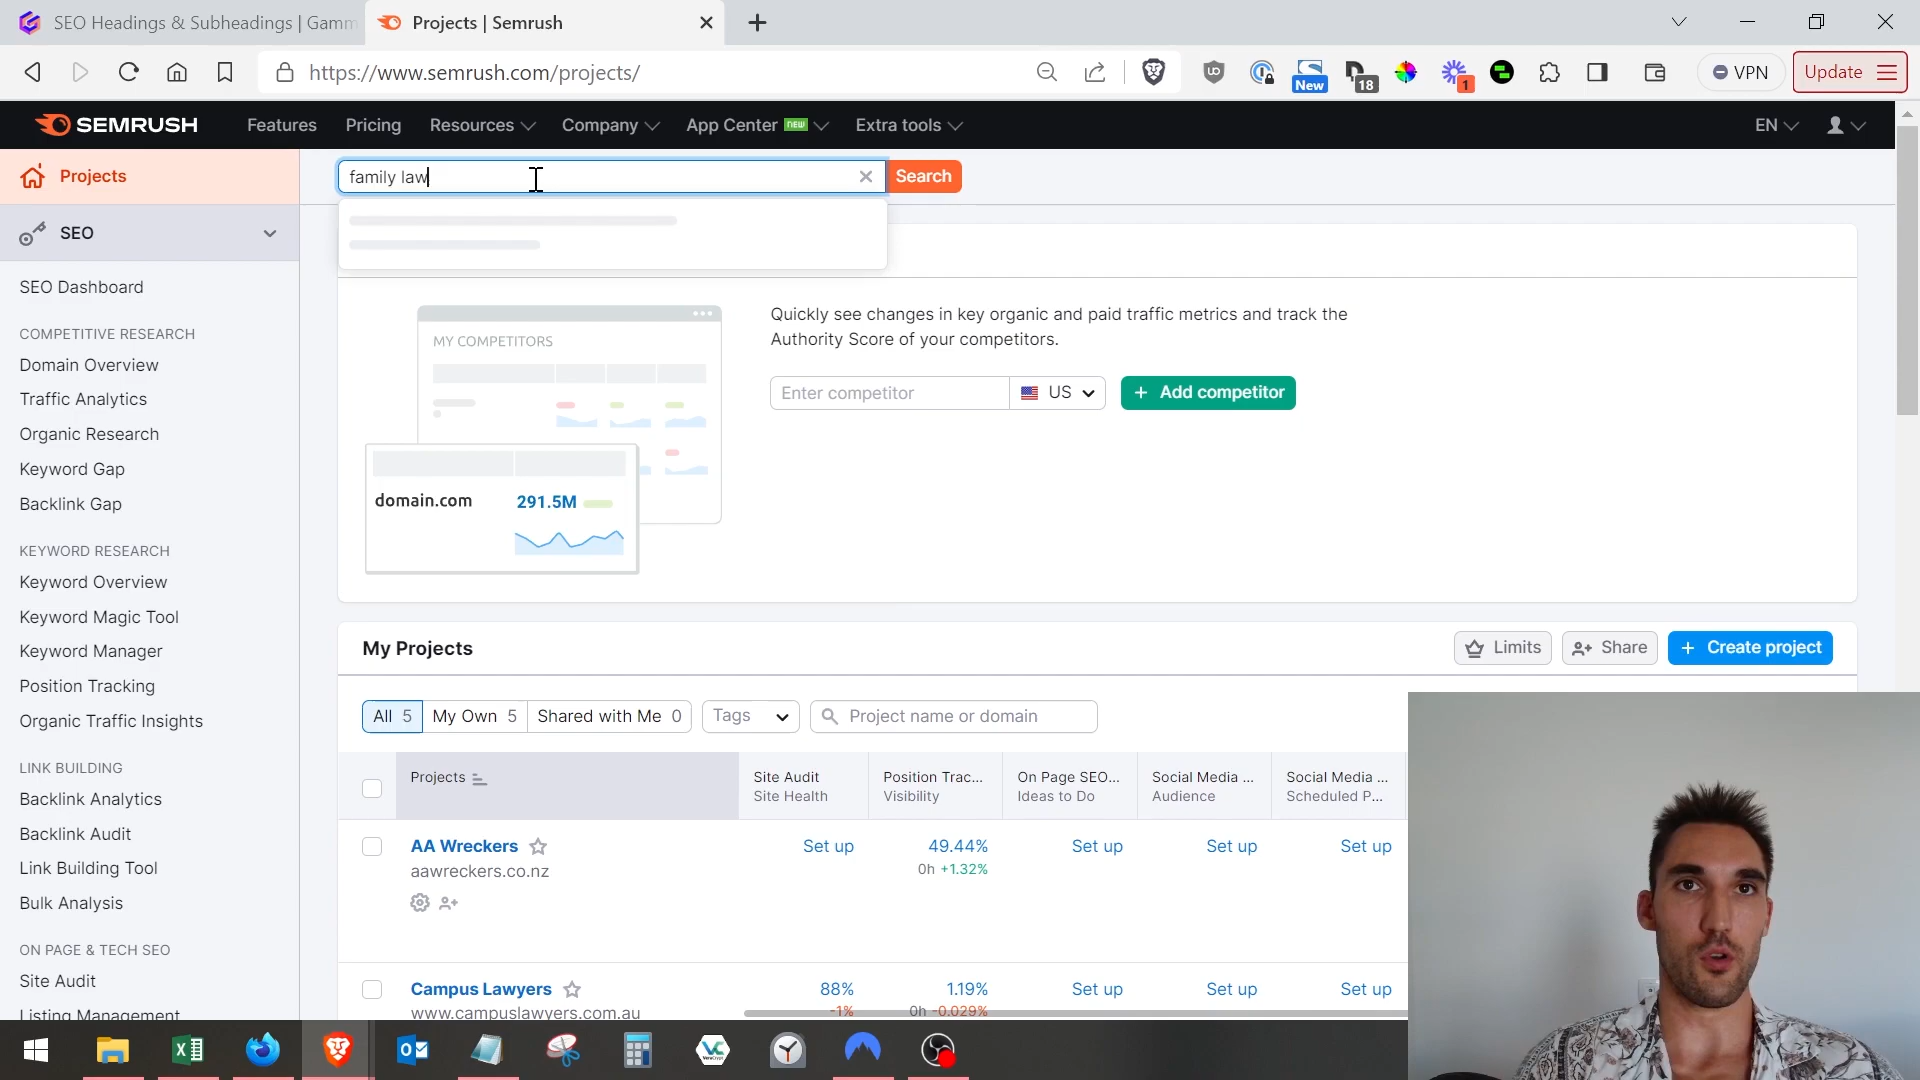 SEO Headings & Subheadings | Gamm
Projects | Semrush
https://www.semrush.com/projects/
New
18
1
VPN
Update
SEMRUSH
Features
Pricing
Resources
Company
App Center NEW
Extra tools
EN
Projects
family law
Search
SEO
SEO Dashboard
COMPETITIVE RESEARCH
Domain Overview
Traffic Analytics
Organic Research
Keyword Gap
Backlink Gap
KEYWORD RESEARCH
Keyword Overview
Keyword Magic Tool
Keyword Manager
Position Tracking
Organic Traffic Insights
LINK BUILDING
Backlink Analytics
Backlink Audit
Link Building Tool
Bulk Analysis
ON PAGE & TECH SEO
Site Audit
Listing Management
MY COMPETITORS
domain.com 291.5M
Quickly see changes in key organic and paid traffic metrics and track the
Authority Score of your competitors.
Enter competitor
US
+ Add competitor
My Projects
Limits
Share
+ Create project
All 5
My Own 5
Shared with Me 0
Tags
Project name or domain
Projects
Site Audit
Site Health
Position Trac...
Visibility
On Page SEO...
Ideas to Do
Social Media ...
Audience
Social Media ...
Scheduled P...
AA Wreckers
aawreckers.co.nz
Set up
49.44%
0h +1.32%
Set up
Set up
Set up
Campus Lawyers
www.campuslawyers.com.au
88%
-1%
1.19%
0h -0.029%
Set up
Set up
Set up